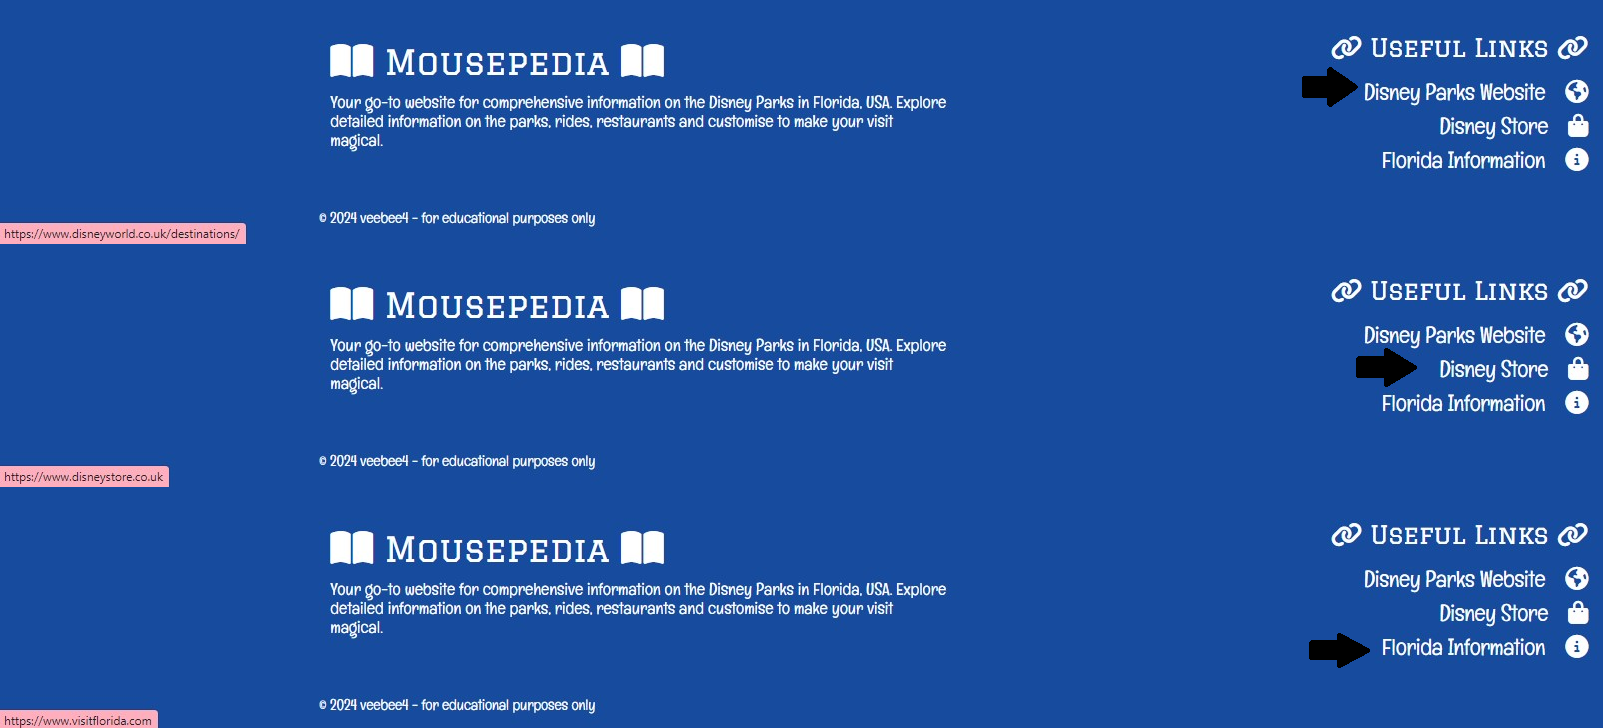 Mousepedia
Your go-to website for comprehensive information on the Disney Parks in Florida, USA. Explore
detailed information on the parks, rides, restaurants and customise to make your visit
magical.
Useful Links
Disney Parks Website
Disney Store
Florida Information
© 2024 veebee4 - for educational purposes only
https://www.disneyworld.co.uk/destinations/
Mousepedia
Your go-to website for comprehensive information on the Disney Parks in Florida, USA. Explore
detailed information on the parks, rides, restaurants and customise to make your visit
magical.
Useful Links
Disney Parks Website
Disney Store
Florida Information
© 2024 veebee4 - for educational purposes only
https://www.disneystore.co.uk
Mousepedia
Your go-to website for comprehensive information on the Disney Parks in Florida, USA. Explore
detailed information on the parks, rides, restaurants and customise to make your visit
magical.
Useful Links
Disney Parks Website
Disney Store
Florida Information
© 2024 veebee4 - for educational purposes only
https://www.visitflorida.com